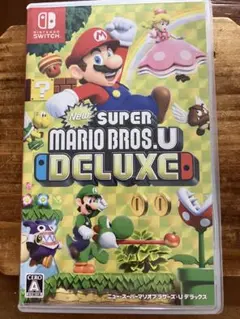 NINTENDO
SWITCH
New
SUPER
MARIO BROS.U
DELUXE
CERO
A
ニュー・スーパーマリオブラザーズ・U デラックス